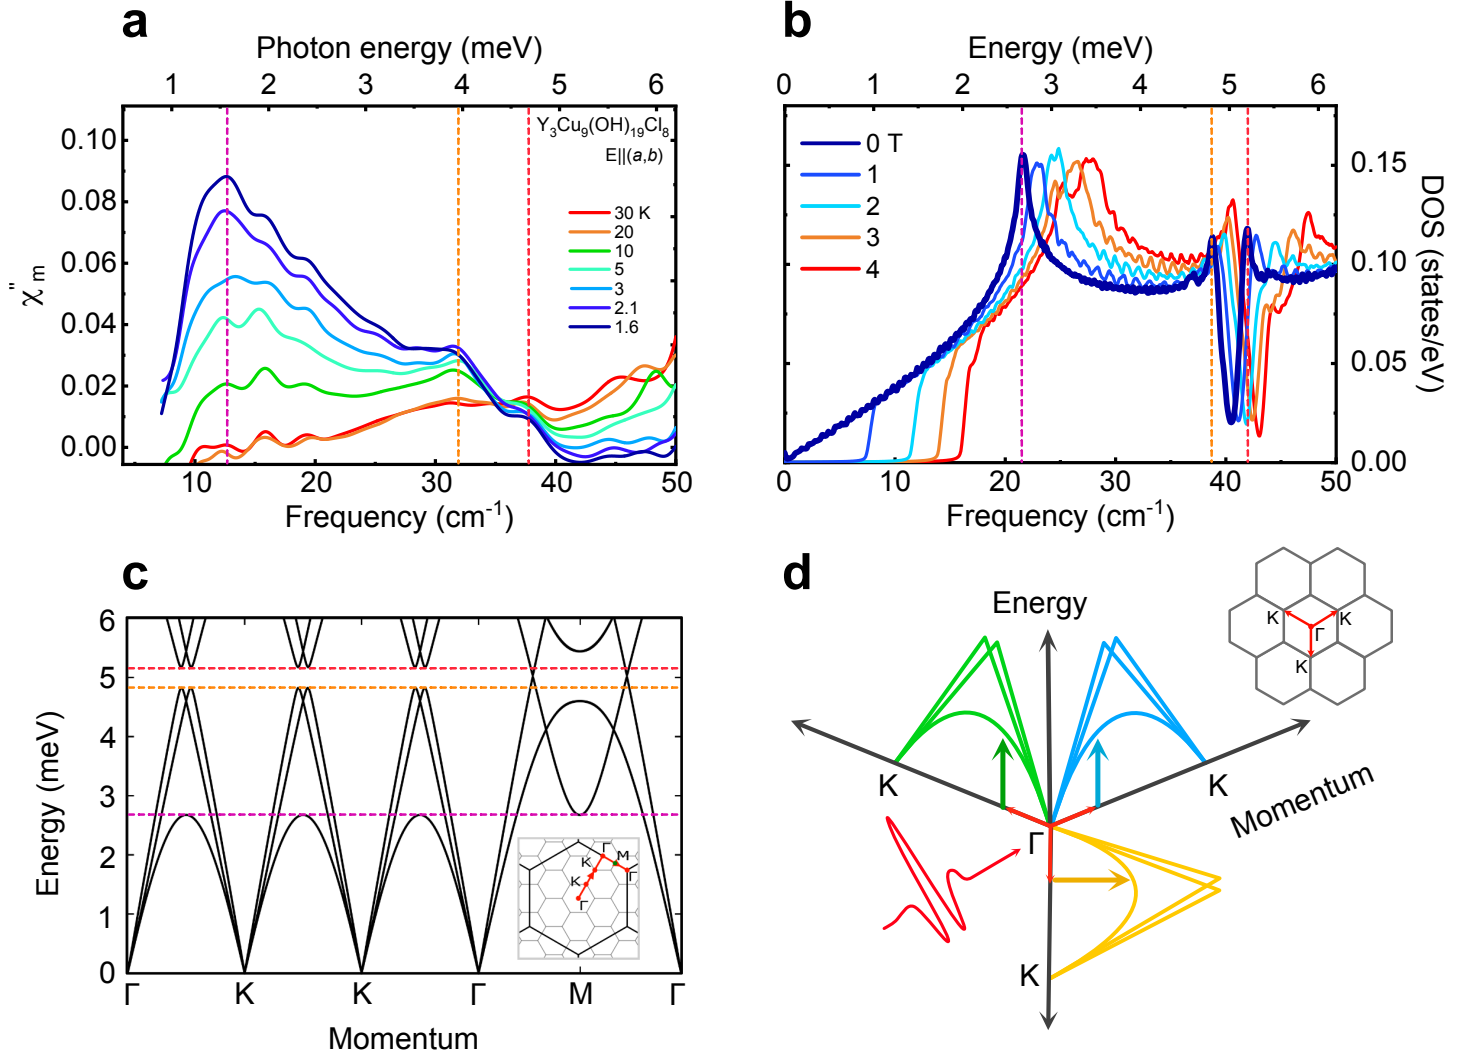 a
Photon energy (meV)
1 2 3 4 5 6
Y3Cu9(OH)19Cl8
E||(a,b)
30 K
20
10
5
3
2.1
1.6
χ''m
0.10
0.08
0.06
0.04
0.02
0.00
10 20 30 40 50
Frequency (cm-1)
b
Energy (meV)
0 1 2 3 4 5 6
0 T
1
2
3
4
0.15
0.10
0.05
0.00
DOS (states/eV)
0 10 20 30 40 50
Frequency (cm-1)
c
Energy (meV)
6
5
4
3
2
1
0
Γ K K Γ M Γ
Momentum
Γ
M
K
Γ
K
Γ
d
Energy
K
K
Γ
K
K
K
Γ
Momentum
K